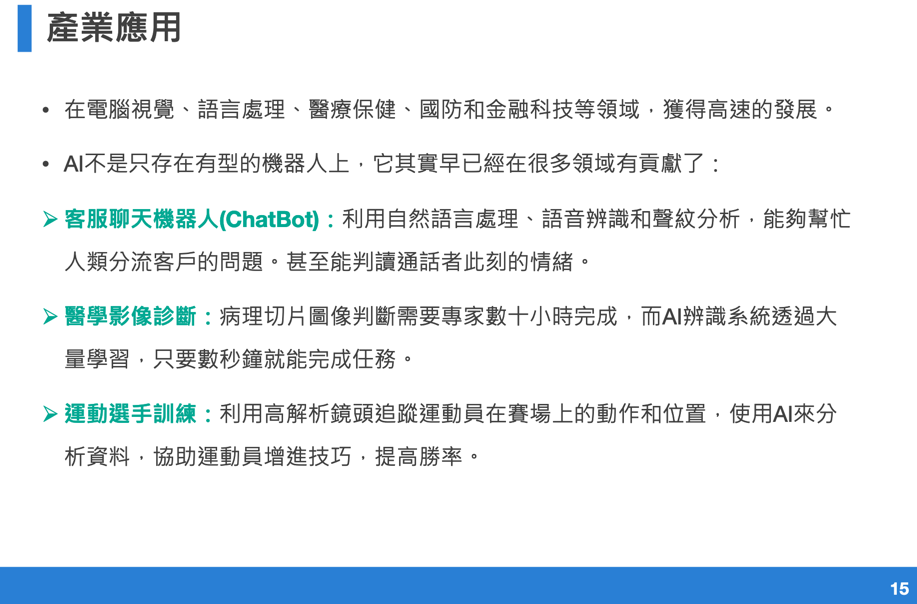 產業應用
• 在電腦視覺、語言處理、醫療保健、國防和金融科技等領域，獲得高速的發展。
• AI不是只存在有型的機器人上，它其實早已經在很多領域有貢獻了：
➢ 客服聊天機器人(ChatBot)：利用自然語言處理、語音辨識和聲紋分析，能夠幫忙
人類分流客戶的問題。甚至能判讀通話者此刻的情緒。
➢ 醫學影像診斷：病理切片圖像判斷需要專家數十小時完成，而AI辨識系統透過大
量學習，只要數秒鐘就能完成任務。
➢ 運動選手訓練：利用高解析鏡頭追蹤運動員在賽場上的動作和位置，使用AI來分
析資料，協助運動員增進技巧，提高勝率。
15